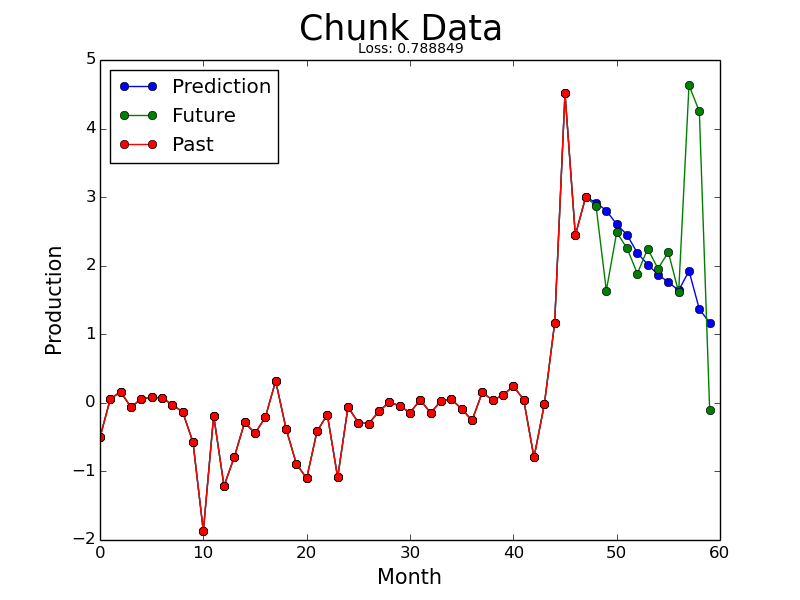 Chunk Data
Loss: 0.788849
5
4
3
2
1
0
−1
−2
Production
Prediction
Future
Past
0 10 20 30 40 50 60
Month